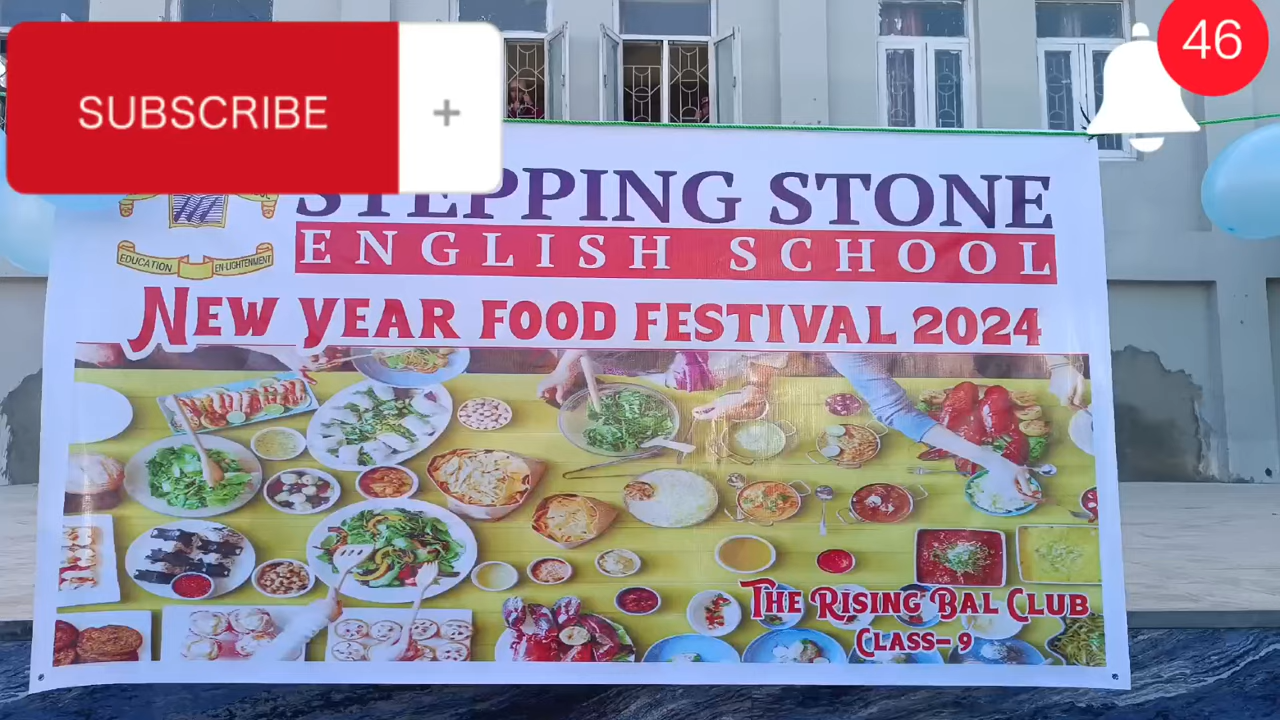 SUBSCRIBE +
46
STEPPING STONE
ENGLISH SCHOOL
EDUCATION EN-LIGHTENMENT
NEW YEAR FOOD FESTIVAL 2024
THE RISING BAL CLUB
CLASS-9